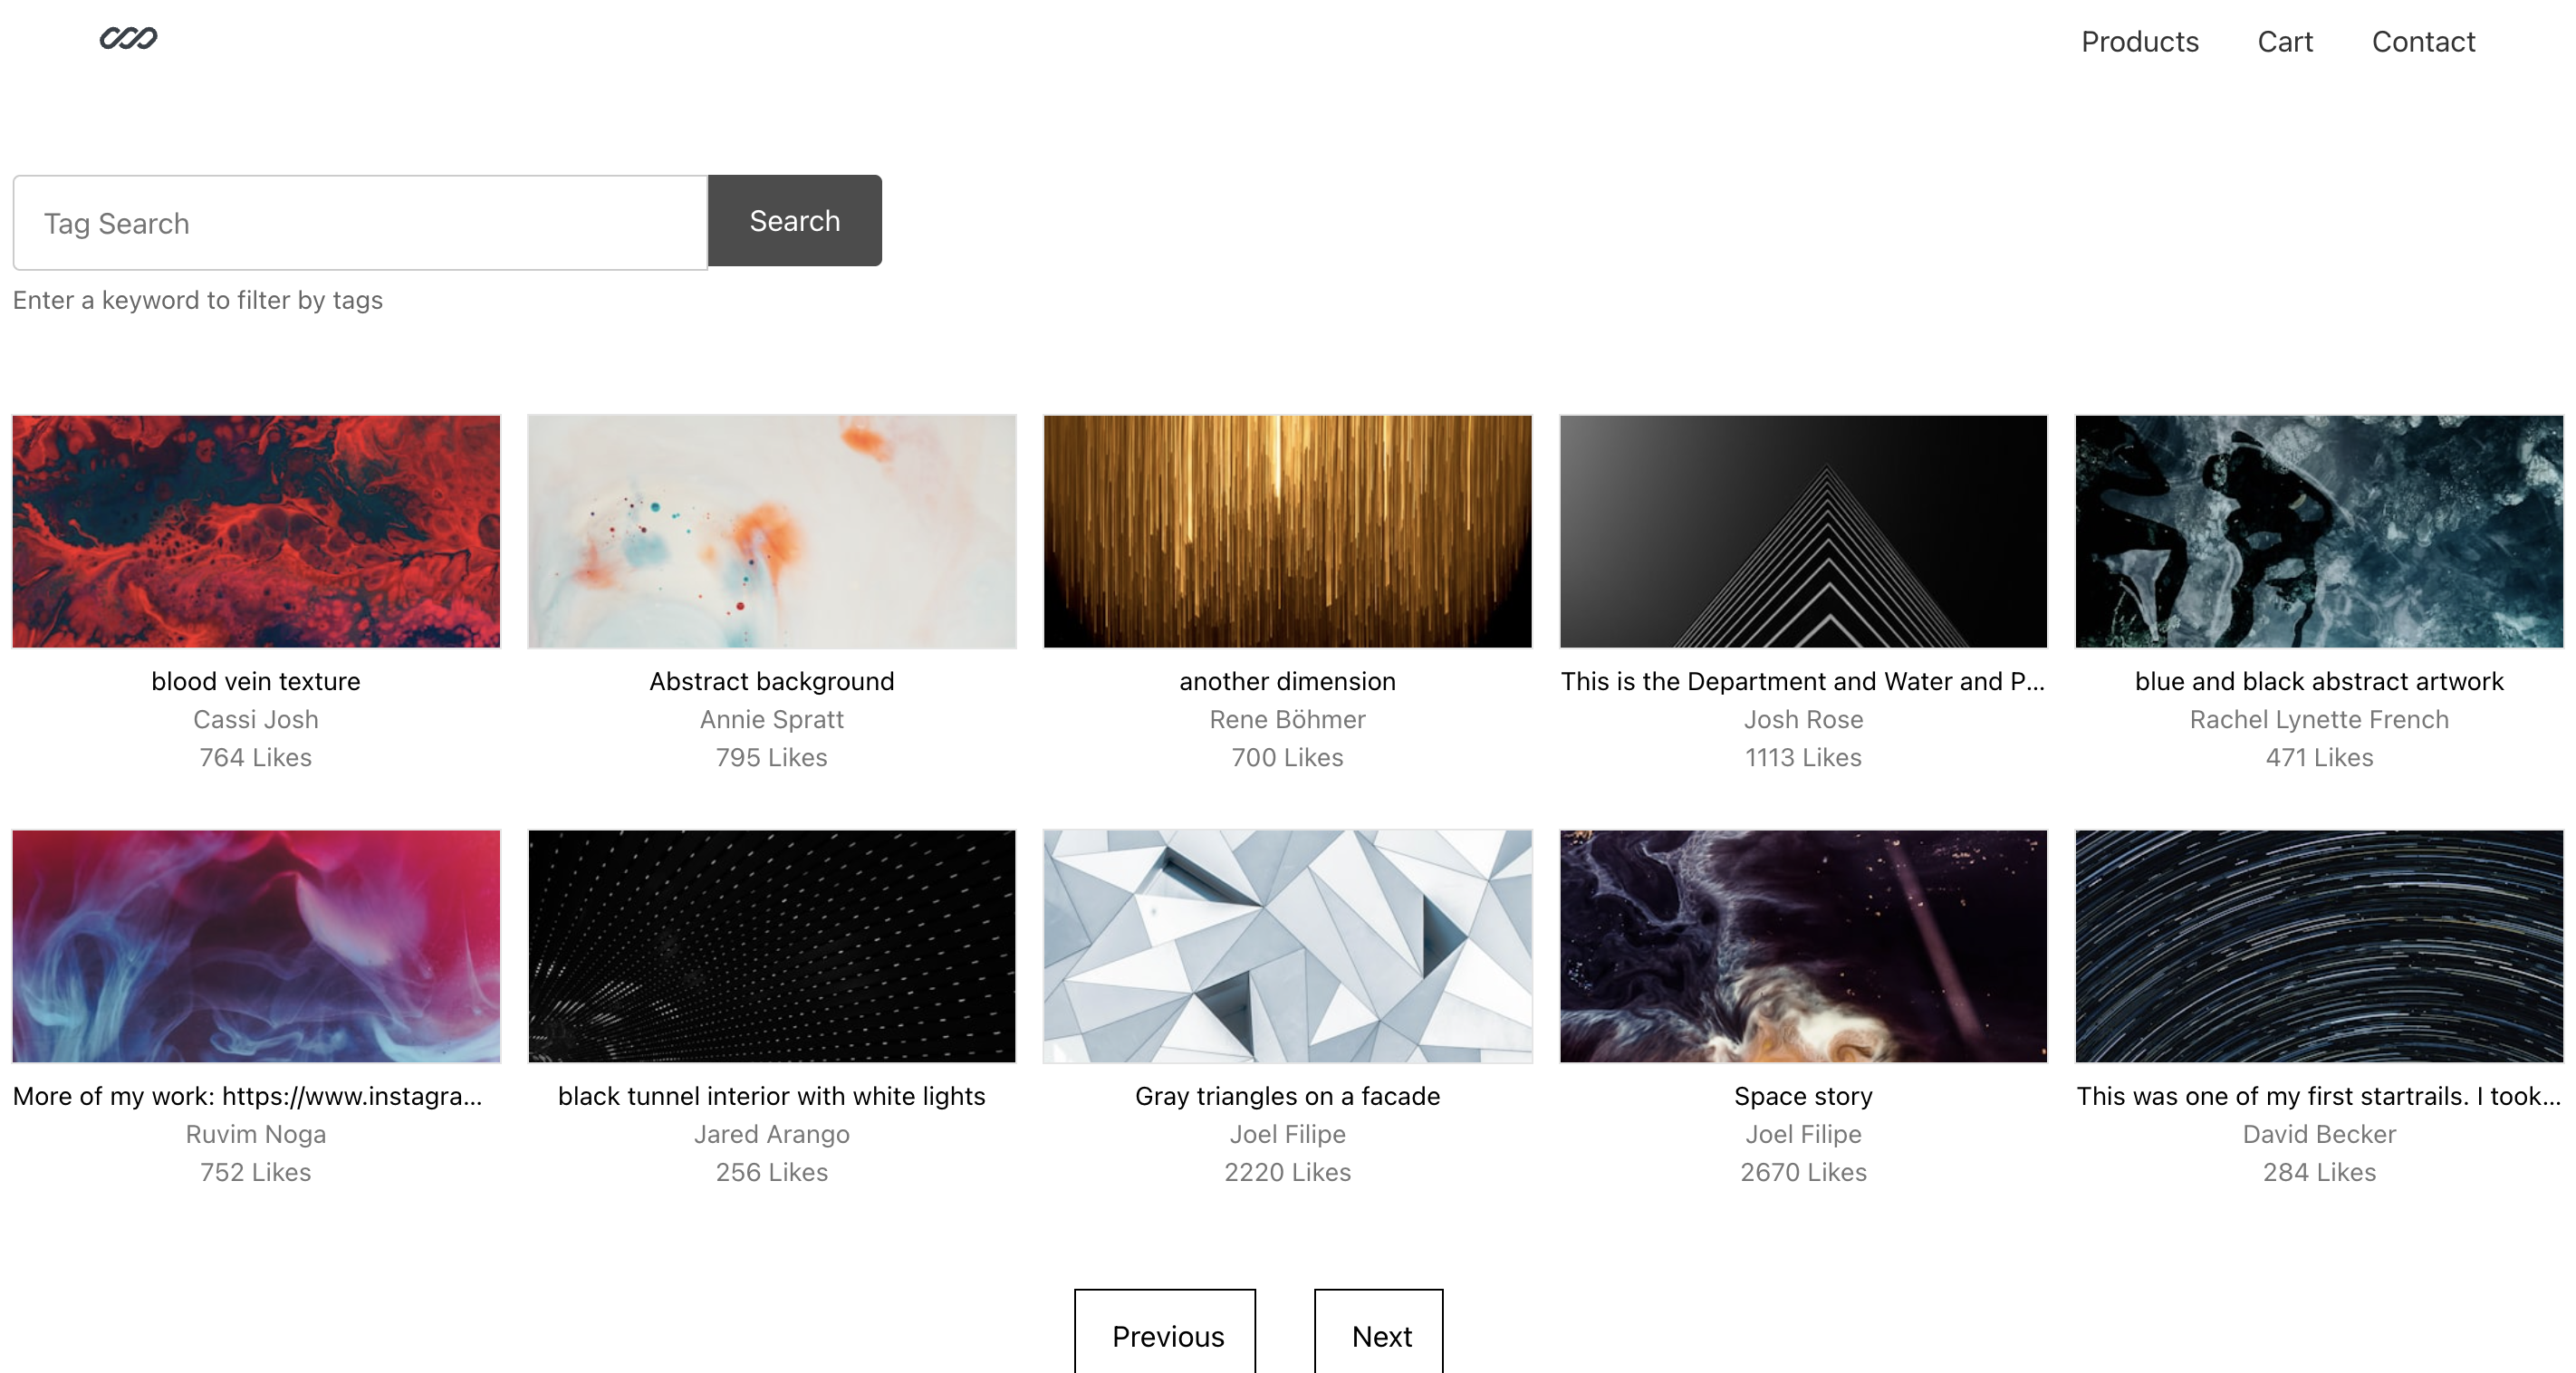 Products Cart Contact
Tag Search
Search
Enter a keyword to filter by tags
blood vein texture
Cassi Josh
764 Likes
Abstract background
Annie Spratt
795 Likes
another dimension
Rene Böhmer
700 Likes
This is the Department and Water and P...
Josh Rose
1113 Likes
blue and black abstract artwork
Rachel Lynette French
471 Likes
More of my work: https://www.instagra...
Ruvim Noga
752 Likes
black tunnel interior with white lights
Jared Arango
256 Likes
Gray triangles on a facade
Joel Filipe
2220 Likes
Space story
Joel Filipe
2670 Likes
This was one of my first startrails. I took...
David Becker
284 Likes
Previous
Next